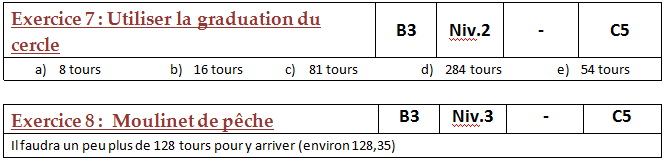 Exercice 7 : Utiliser la graduation du cercle B3 Niv.2 - C5
a) 8 tours b) 16 tours c) 81 tours d) 284 tours e) 54 tours
Exercice 8 : Moulinet de pêche B3 Niv.3 - C5
Il faudra un peu plus de 128 tours pour y arriver (environ 128,35)